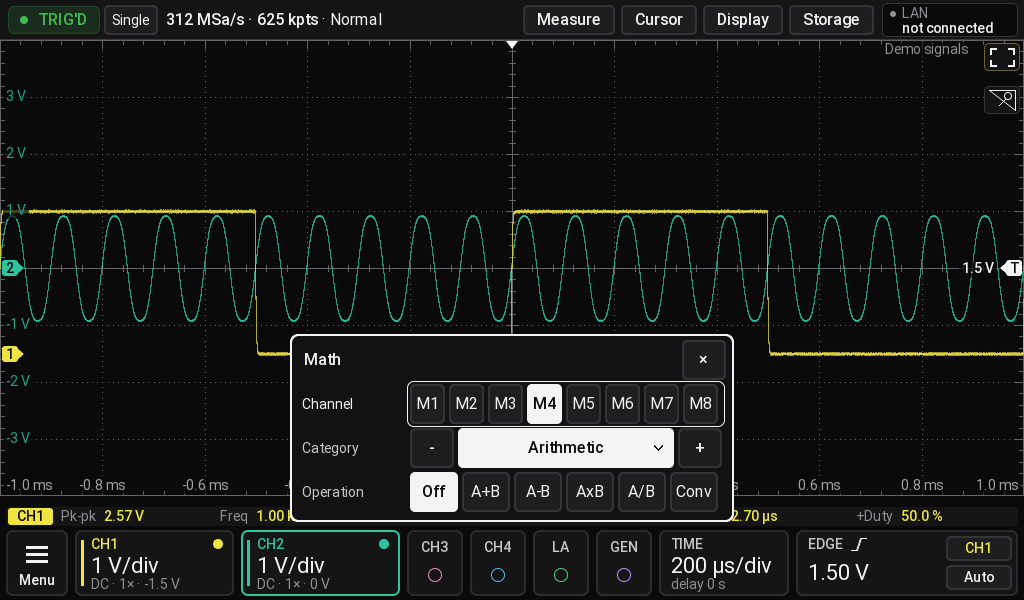 TRIG'D
Single
312 MSa/s · 625 kpts · Normal
Measure
Cursor
Display
Storage
LAN
not connected
Demo signals
3 V
2 V
1 V
2
1.5 V
T
-1 V
1
-2 V
-3 V
-1.0 ms
-0.8 ms
-0.6 ms
0.6 ms
0.8 ms
1.0 ms
Math
×
Channel
M1
M2
M3
M4
M5
M6
M7
M8
Category
-
Arithmetic
+
Operation
Off
A+B
A-B
AxB
A/B
Conv
CH1
Pk-pk 2.57 V
Freq 1.00
2.70 µs
+Duty 50.0 %
Menu
CH1
1 V/div
DC · 1× · -1.5 V
CH2
1 V/div
DC · 1× · 0 V
CH3
CH4
LA
GEN
TIME
200 µs/div
delay 0 s
EDGE
1.50 V
CH1
Auto